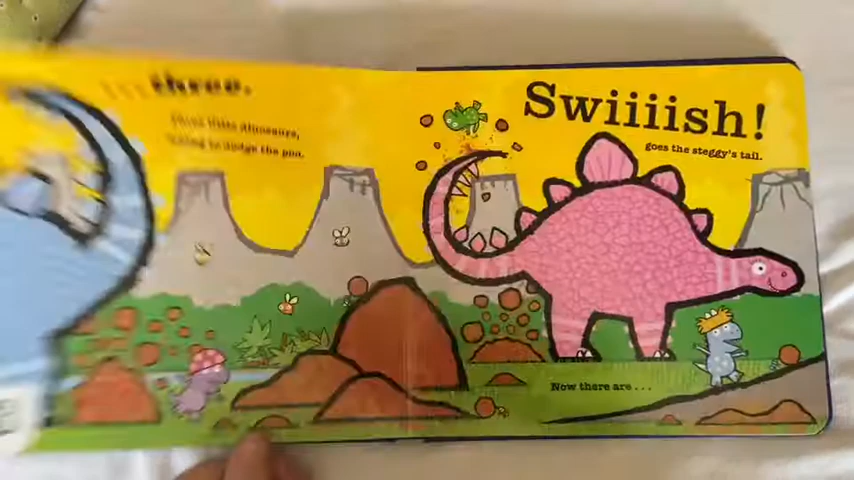 three.
Three little dinosaurs,
trying to dodge the poo.
Swiiiish!
goes the steggy's tail.
Now there are . . .